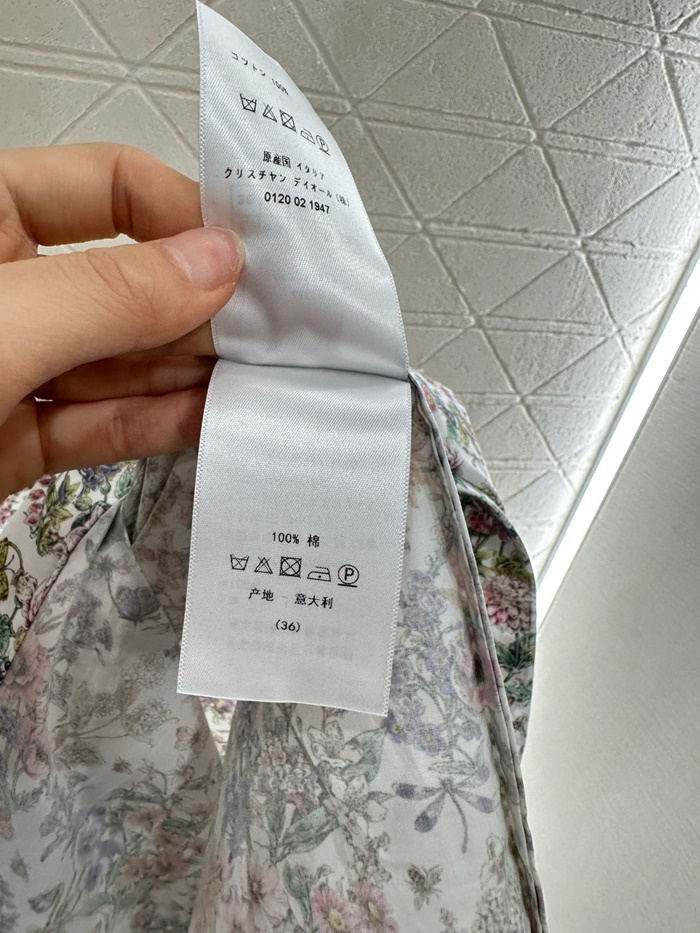 コットン 100%
原産国 イタリア
クリスチャン ディオール(株)
0120 02 1947
100% 棉
P
产地 - 意大利
(36)